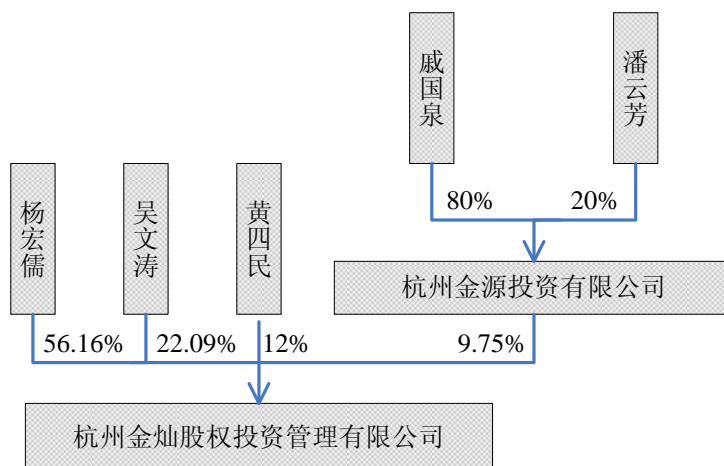 戚国泉
潘云芳
80%
20%
杨宏儒
吴文涛
黄四民
杭州金源投资有限公司
56.16%
22.09%
12%
9.75%
杭州金灿股权投资管理有限公司